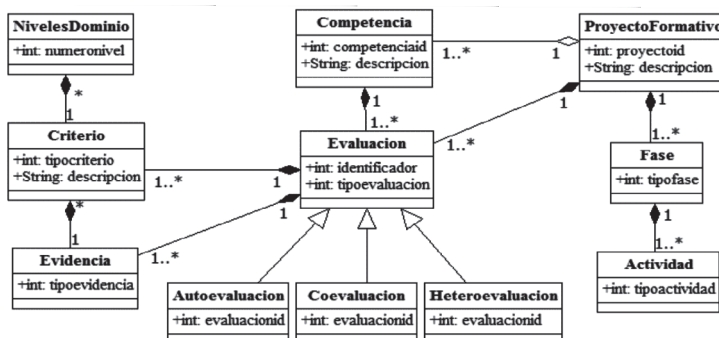 NivelesDominio
+int: numeronivel
Competencia
+int: competenciaid
+String: descripcion
ProyectoFormativo
+int: proyectoid
+String: descripcion
1..*
1
*
1
1
1..*
1
1..*
1
1..*
Criterio
+int: tipocriterio
+String: descripcion
Evaluacion
+int: identificador
+int: tipoevaluacion
Fase
+int: tipofase
1..*
1
*
1
1
1..*
1
1..*
Evidencia
+int: tipoevidencia
Actividad
+int: tipoactividad
Autoevaluacion
+int: evaluacionid
Coevaluacion
+int: evaluacionid
Heteroevaluacion
+int: evaluacionid